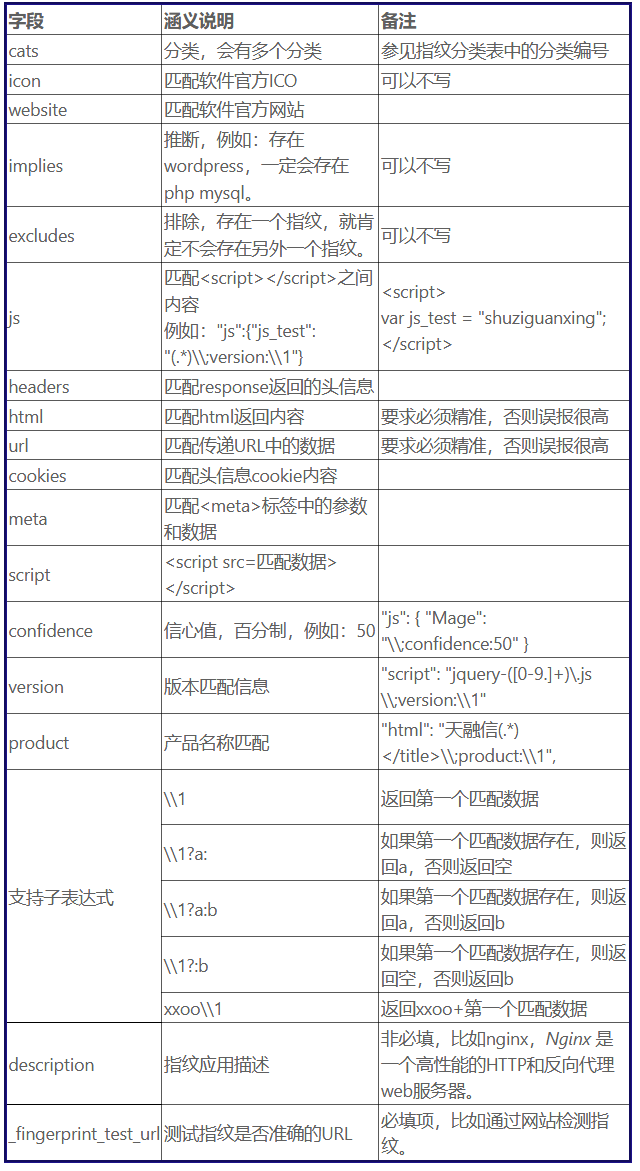 字段 涵义说明 备注
cats 分类，会有多个分类 参见指纹分类表中的分类编号
icon 匹配软件官方ICO 可以不写
website 匹配软件官方网站
implies 推断，例如：存在
wordpress，一定会存在
php mysql。 可以不写
excludes 排除，存在一个指纹，就肯
定不会存在另外一个指纹。 可以不写
js 匹配<script></script>之间
内容
例如："js":{"js_test":
"(.*)\\;version:\\1"}
<script>
var js_test = "shuziguanxing";
</script>
headers 匹配response返回的头信息
html 匹配html返回内容 要求必须精准，否则误报很高
url 匹配传递URL中的数据 要求必须精准，否则误报很高
cookies 匹配头信息cookie内容
meta 匹配<meta>标签中的参数
和数据
script <script src=匹配数据>
</script>
confidence 信心值，百分制，例如：50 "js": { "Mage":
"\\;confidence:50" }
version 版本匹配信息 "script": "jquery-([0-9.]+)\.js
\\;version:\\1"
product 产品名称匹配 "html": "天融信(.*)
</title>\\;product:\\1",
支持子表达式
\\1 返回第一个匹配数据
\\1?a: 如果第一个匹配数据存在，则返
回a，否则返回空
\\1?a:b 如果第一个匹配数据存在，则返
回a，否则返回b
\\1?:b 如果第一个匹配数据存在，则返
回空，否则返回b
xxoo\\1 返回xxoo+第一个匹配数据
description 指纹应用描述 非必填，比如nginx，Nginx 是
一个高性能的HTTP和反向代理
web服务器。
_fingerprint_test_url 测试指纹是否准确的URL 必填项，比如通过网站检测指
纹。